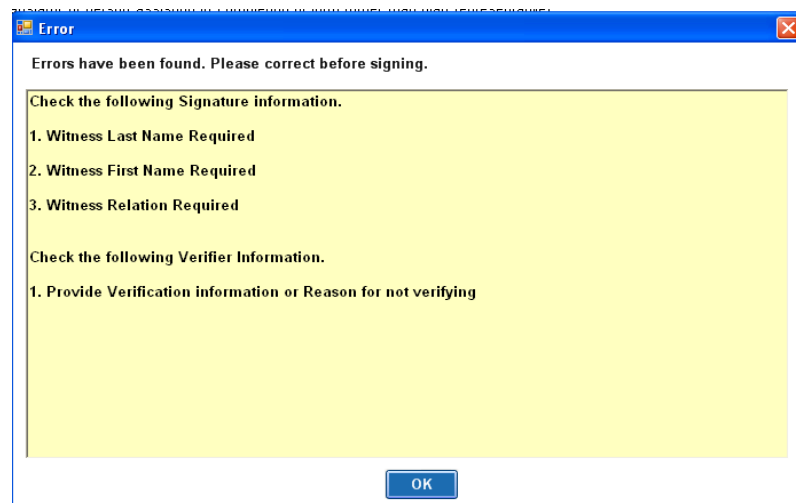 Error
Errors have been found. Please correct before signing.
Check the following Signature information.
1. Witness Last Name Required
2. Witness First Name Required
3. Witness Relation Required
Check the following Verifier Information.
1. Provide Verification information or Reason for not verifying
OK